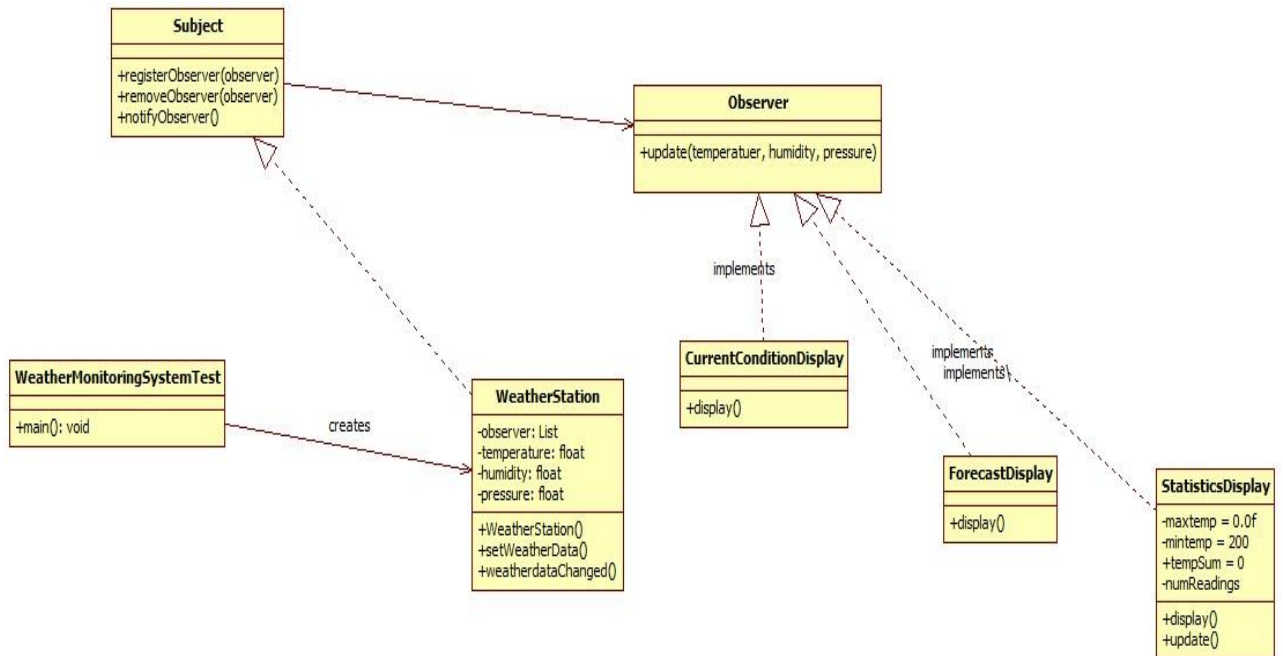 Subject
+registerObserver(observer)
+removeObserver(observer)
+notifyObserver()
Observer
+update(temperatuer, humidity, pressure)
implements
CurrentConditionDisplay
+display()
implements
implements\
WeatherMonitoringSystemTest
+main(): void
creates
WeatherStation
-observer: List
-temperature: float
-humidity: float
-pressure: float
+WeatherStation()
+setWeatherData()
+weatherdataChanged()
ForecastDisplay
+display()
StatisticsDisplay
-maxtemp = 0.0f
-mintemp = 200
+tempSum = 0
-numReadings
+display()
+update()